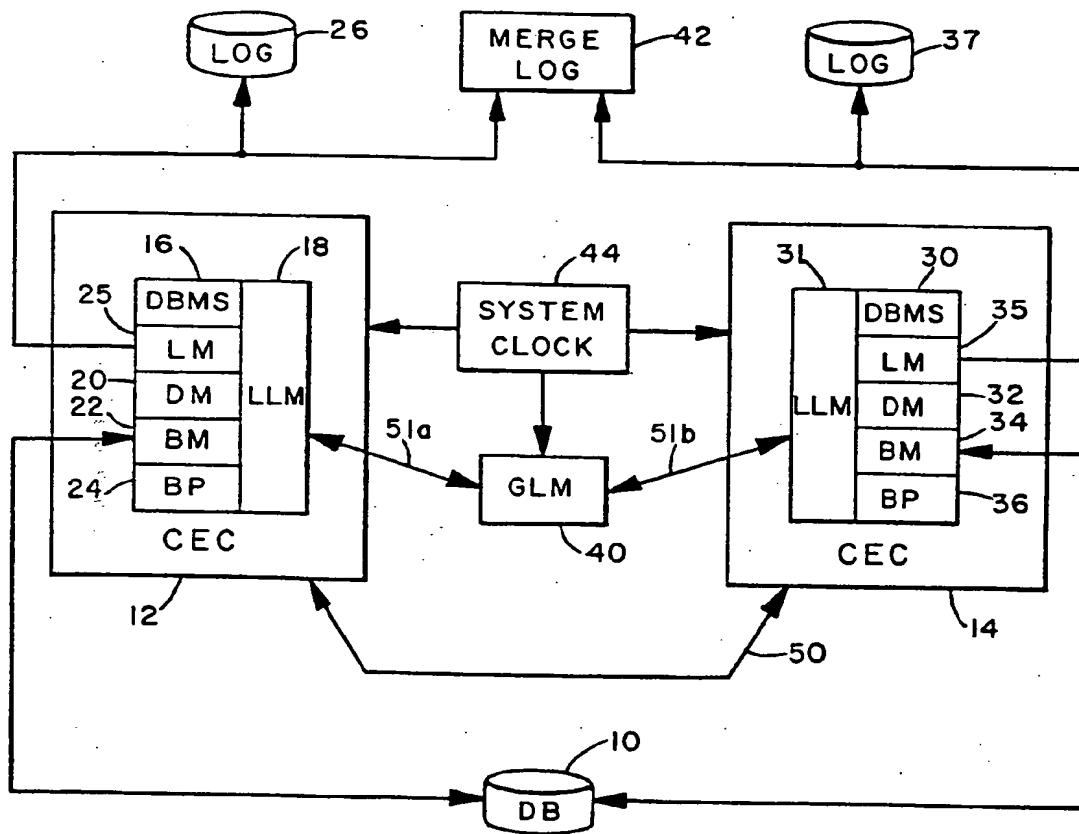 LOG
26
MERGE
LOG
42
LOG
37
16
18
44
31
30
DBMS
SYSTEM
CLOCK
DBMS
25
LM
35
LM
20
DM
LLM
32
DM
LLM
22
BM
51a
51b
34
BM
24
BP
GLM
BP
36
CEC
40
CEC
12
50
14
10
DB